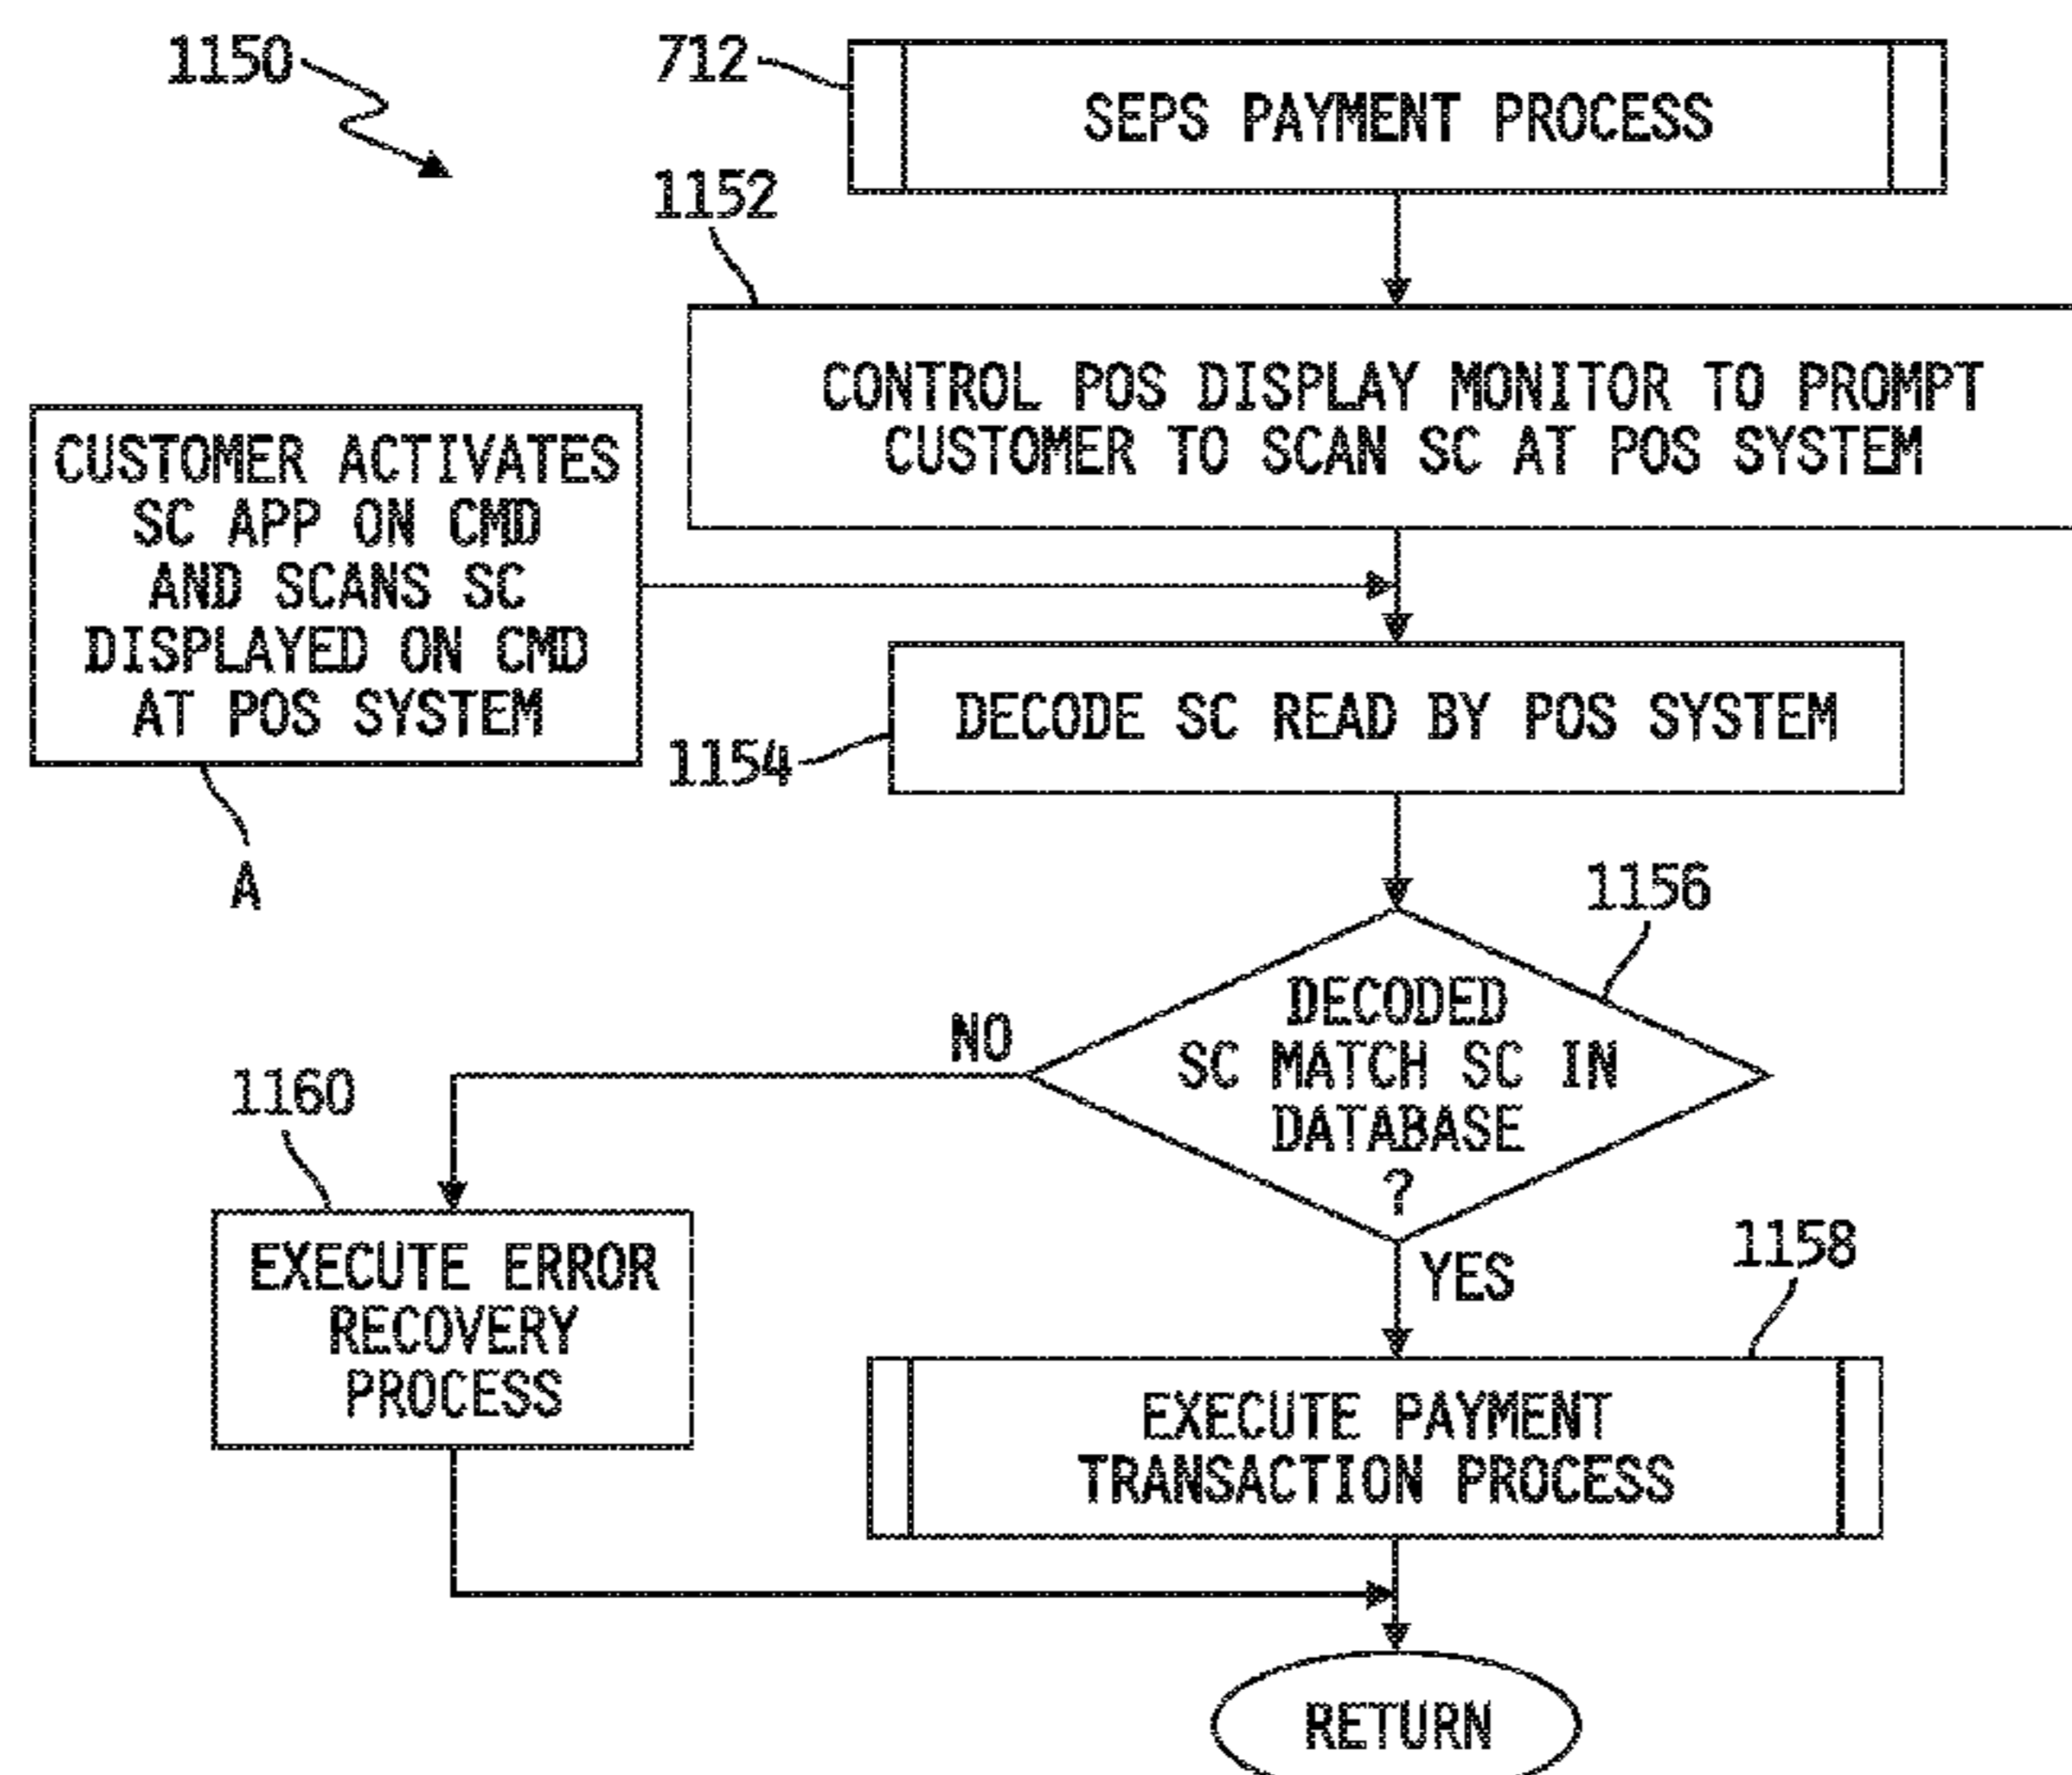 1150
712
SEPS PAYMENT PROCESS
1152
CONTROL POS DISPLAY MONITOR TO PROMPT
CUSTOMER TO SCAN SC AT POS SYSTEM
CUSTOMER ACTIVATES
SC APP ON CMD
AND SCANS SC
DISPLAYED ON CMD
AT POS SYSTEM
A
1154
DECODE SC READ BY POS SYSTEM
1156
DECODED
SC MATCH SC IN
DATABASE
?
NO
YES
1160
EXECUTE ERROR
RECOVERY
PROCESS
1158
EXECUTE PAYMENT
TRANSACTION PROCESS
RETURN